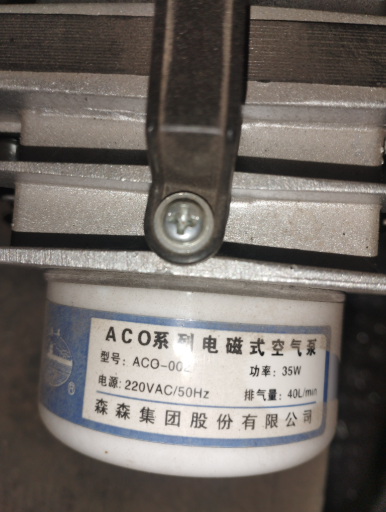 ACO系列电磁式空气泵
型号: ACO-00
功率: 35W
电源: 220VAC/50Hz
排气量: 40L/min
森森集团股份有限公司
®